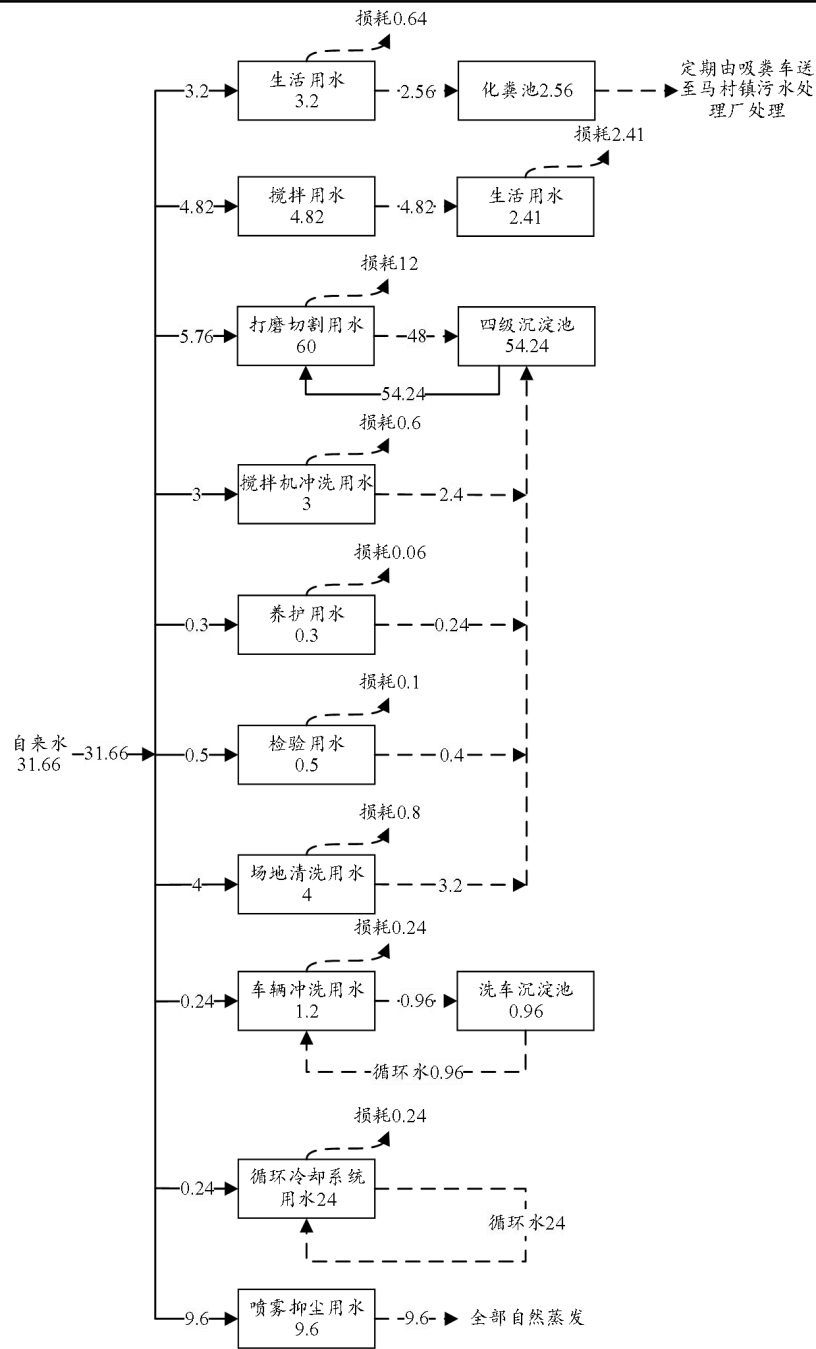 损耗0.64
3.2
生活用水
3.2
2.56
化粪池2.56
定期由吸粪车送
至马村镇污水处
理厂处理
损耗2.41
4.82
搅拌用水
4.82
4.82
生活用水
2.41
损耗12
5.76
打磨切割用水
60
48
四级沉淀池
54.24
54.24
损耗0.6
3
搅拌机冲洗用水
3
2.4
损耗0.06
0.3
养护用水
0.3
0.24
损耗0.1
自来水
31.66
31.66
0.5
检验用水
0.5
0.4
损耗0.8
4
场地清洗用水
4
3.2
损耗0.24
0.24
车辆冲洗用水
1.2
0.96
洗车沉淀池
0.96
循环水0.96
损耗0.24
0.24
循环冷却系统
用水24
循环水24
9.6
喷雾抑尘用水
9.6
9.6
全部自然蒸发